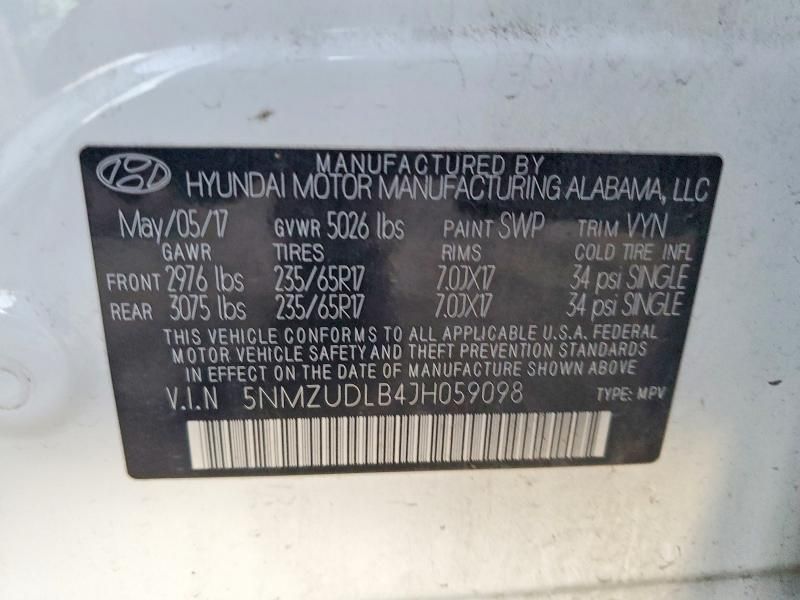 MANUFACTURED BY
HYUNDAI MOTOR MANUFACTURING ALABAMA, LLC
May/05/17 GVWR 5026 lbs PAINT SWP TRIM VYN
GAWR TIRES RIMS COLD TIRE INFL
FRONT 2976 lbs 235/65R17 7.0JX17 34 psi SINGLE
REAR 3075 lbs 235/65R17 7.0JX17 34 psi SINGLE
THIS VEHICLE CONFORMS TO ALL APPLICABLE U.S.A. FEDERAL
MOTOR VEHICLE SAFETY AND THEFT PREVENTION STANDARDS
IN EFFECT ON THE DATE OF MANUFACTURE SHOWN ABOVE
V.I.N 5NMZUDLB4JH059098 TYPE: MPV